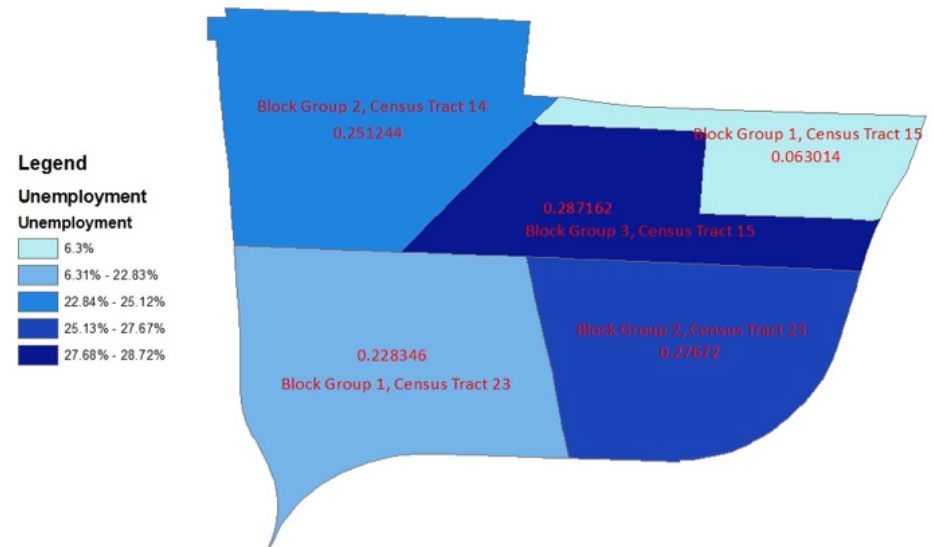 Block Group 2, Census Tract 14
0.251244
Block Group 1, Census Tract 15
0.063014
Legend
Unemployment
Unemployment
6.3%
6.31% - 22.83%
22.84% - 25.12%
25.13% - 27.67%
27.68% - 28.72%
0.287162
Block Group 3, Census Tract 15
Block Group 2, Census Tract 23
0.27672
0.228346
Block Group 1, Census Tract 23